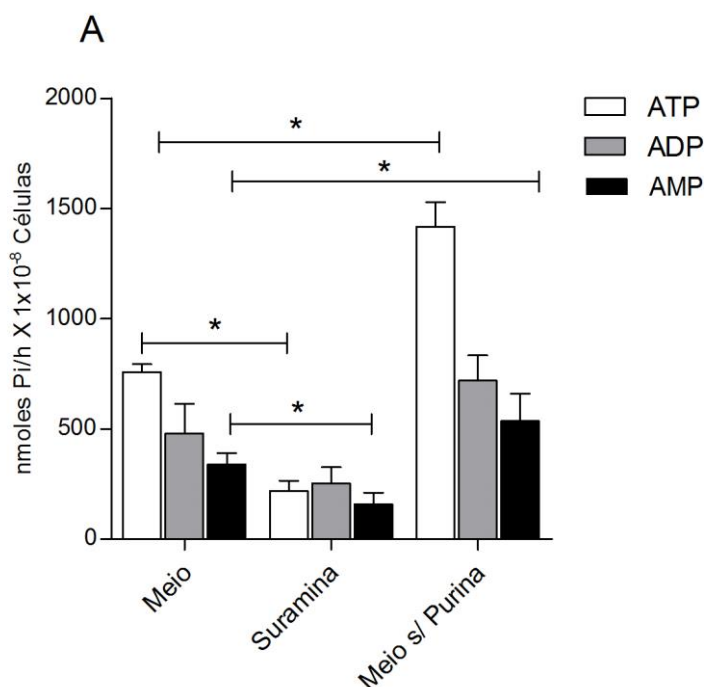 A
2000
1500
1000
500
0
nmoles Pi/h X 1x10⁻⁸ Células
*
*
*
*
ATP
ADP
AMP
Meio
Suramina
Meio s/ Purina